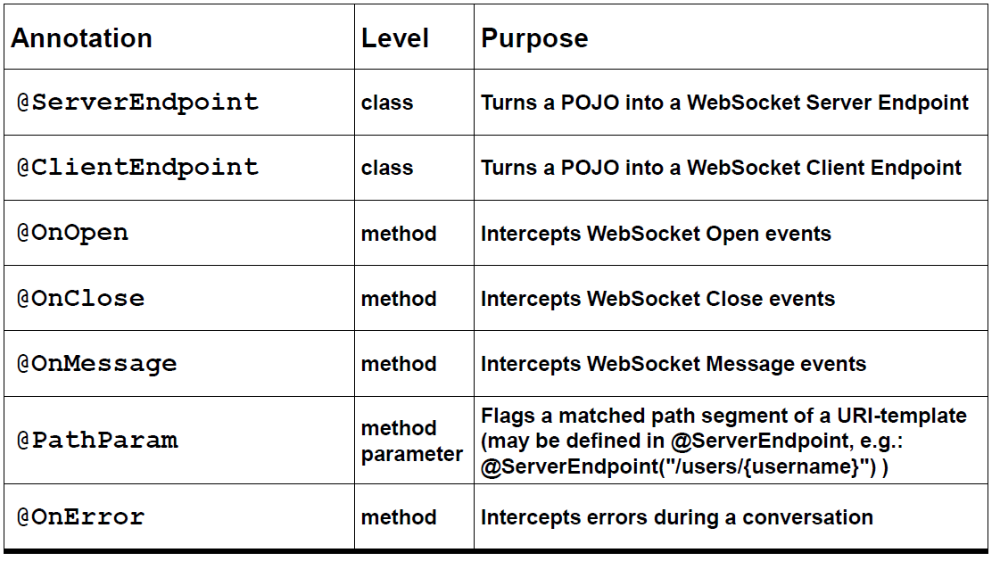 Annotation Level Purpose
@ServerEndpoint class Turns a POJO into a WebSocket Server Endpoint
@ClientEndpoint class Turns a POJO into a WebSocket Client Endpoint
@OnOpen method Intercepts WebSocket Open events
@OnClose method Intercepts WebSocket Close events
@OnMessage method Intercepts WebSocket Message events
@PathParam
method
parameter
Flags a matched path segment of a URI-template
(may be defined in @ServerEndpoint, e.g.:
@ServerEndpoint("/users/{username}") )
@OnError method Intercepts errors during a conversation